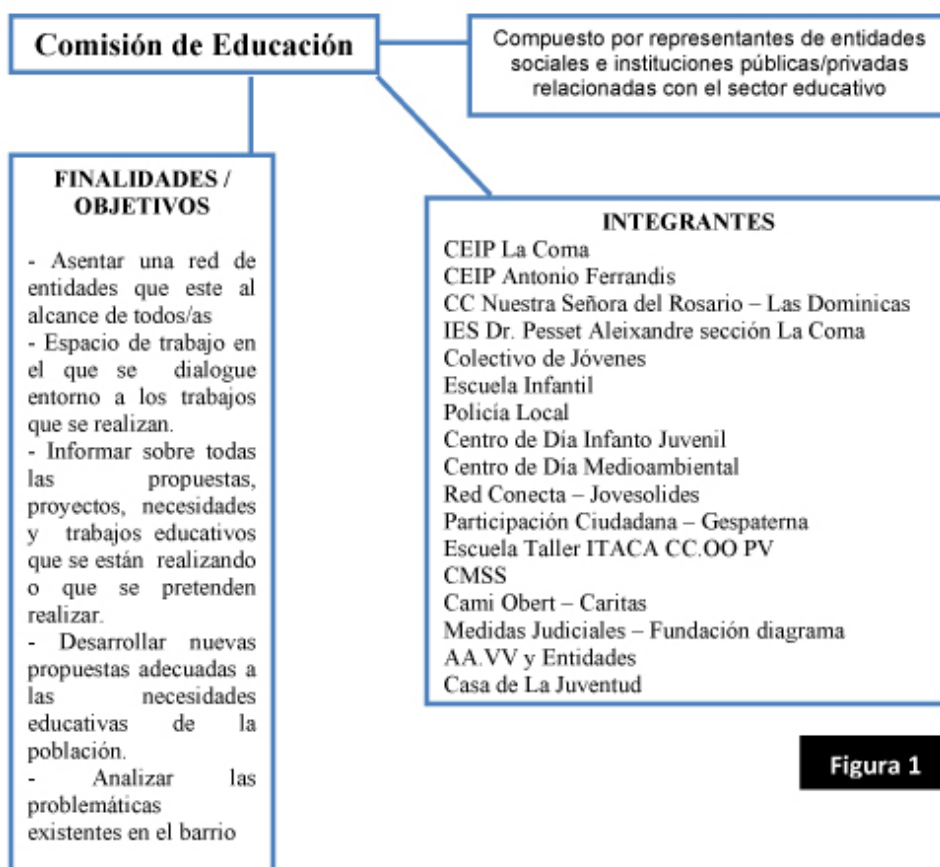 Comisión de Educación
Compuesto por representantes de entidades
sociales e instituciones públicas/privadas
relacionadas con el sector educativo
FINALIDADES /
OBJETIVOS
- Asentar una red de
entidades que este al
alcance de todos/as
- Espacio de trabajo en
el que se dialogue
entorno a los trabajos
que se realizan.
- Informar sobre todas
las propuestas,
proyectos, necesidades
y trabajos educativos
que se están realizando
o que se pretenden
realizar.
- Desarrollar nuevas
propuestas adecuadas a
las necesidades
educativas de la
población.
- Analizar las
problemáticas
existentes en el barrio
INTEGRANTES
CEIP La Coma
CEIP Antonio Ferrandis
CC Nuestra Señora del Rosario – Las Dominicas
IES Dr. Pesset Aleixandre sección La Coma
Colectivo de Jóvenes
Escuela Infantil
Policía Local
Centro de Día Infanto Juvenil
Centro de Día Medioambiental
Red Conecta – Jovesolides
Participación Ciudadana – Gespaterna
Escuela Taller ITACA CC.OO PV
CMSS
Cami Obert – Caritas
Medidas Judiciales – Fundación diagrama
AA.VV y Entidades
Casa de La Juventud
Figura 1